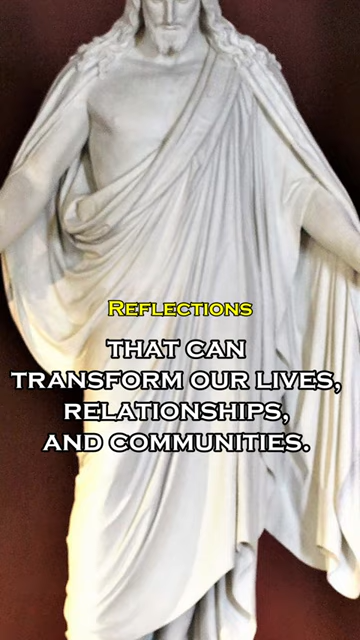 Reflections
THAT CAN
TRANSFORM OUR LIVES,
RELATIONSHIPS,
AND COMMUNITIES.